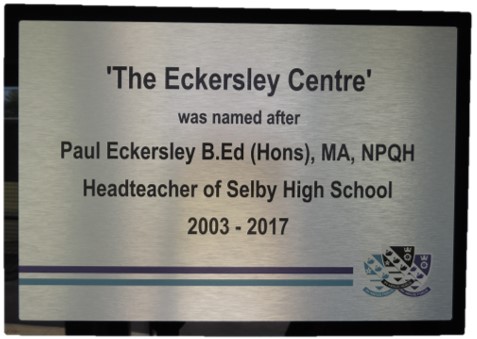 'The Eckersley Centre'
was named after
Paul Eckersley B.Ed (Hons), MA, NPQH
Headteacher of Selby High School
2003 - 2017